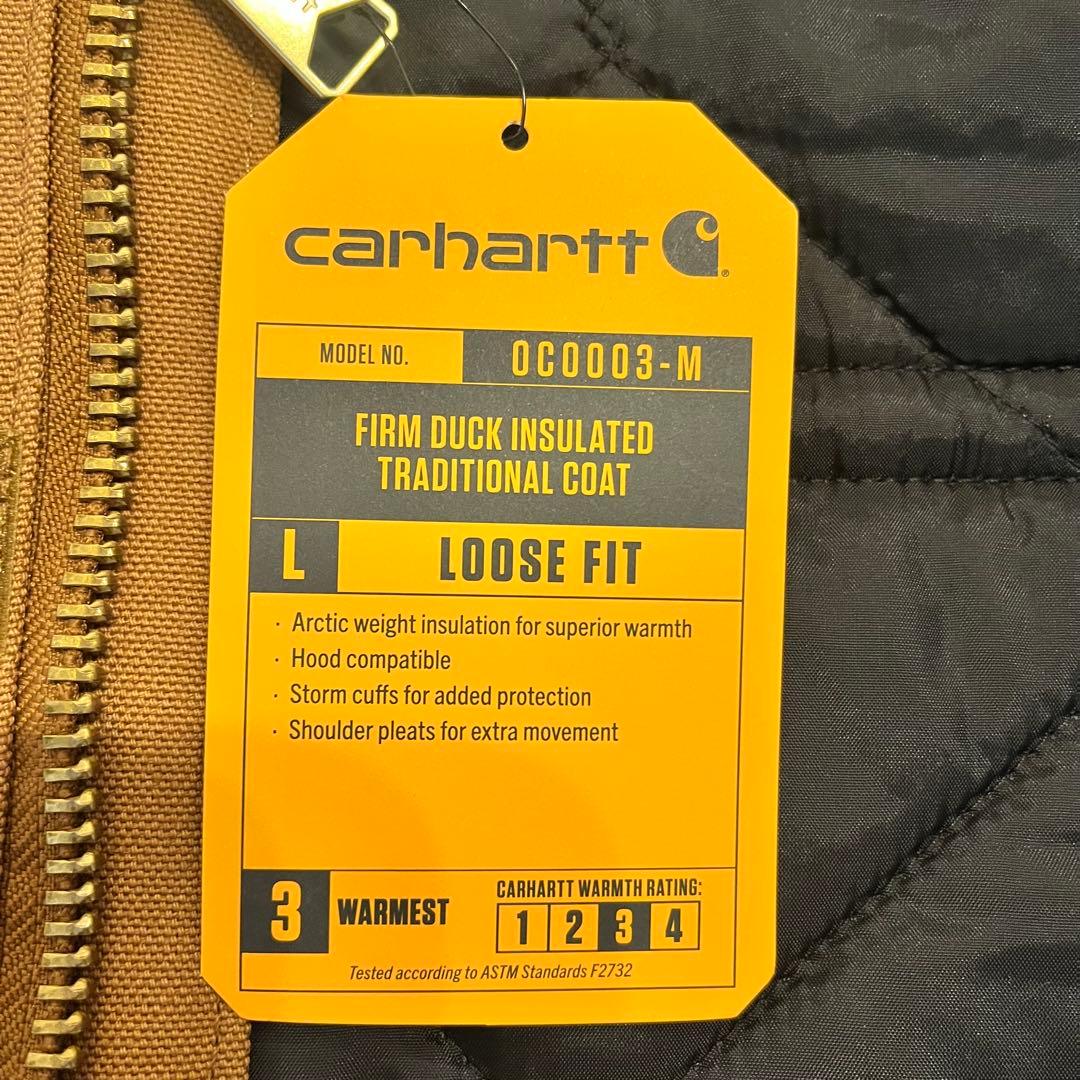 carhartt
MODEL NO. OC0003-M
FIRM DUCK INSULATED
TRADITIONAL COAT
L LOOSE FIT
· Arctic weight insulation for superior warmth
· Hood compatible
· Storm cuffs for added protection
· Shoulder pleats for extra movement
3 WARMEST
CARHARTT WARMTH RATING:
1 2 3 4
Tested according to ASTM Standards F2732